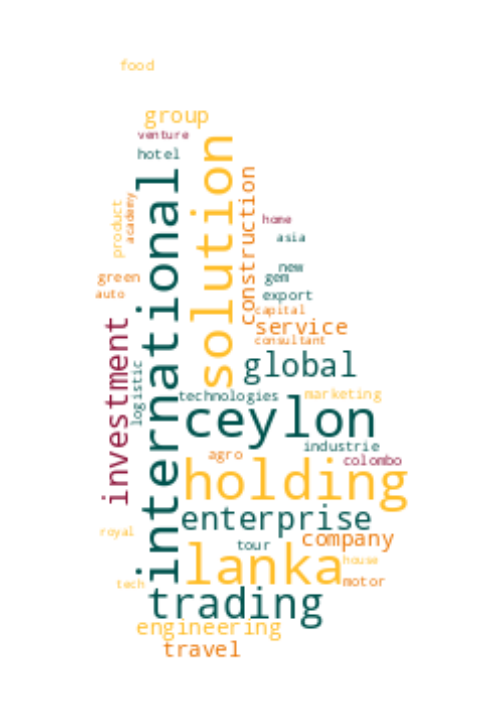 food
group
venture
hotel
international
solution
construction
product
academy
home
asia
new
gem
green
auto
export
capital
service
consultant
investment
logistic
global
technologies
marketing
ceylon
industrie
agro
colombo
holding
enterprise
royal
tour
company
lanka
house
tech
motor
trading
engineering
travel